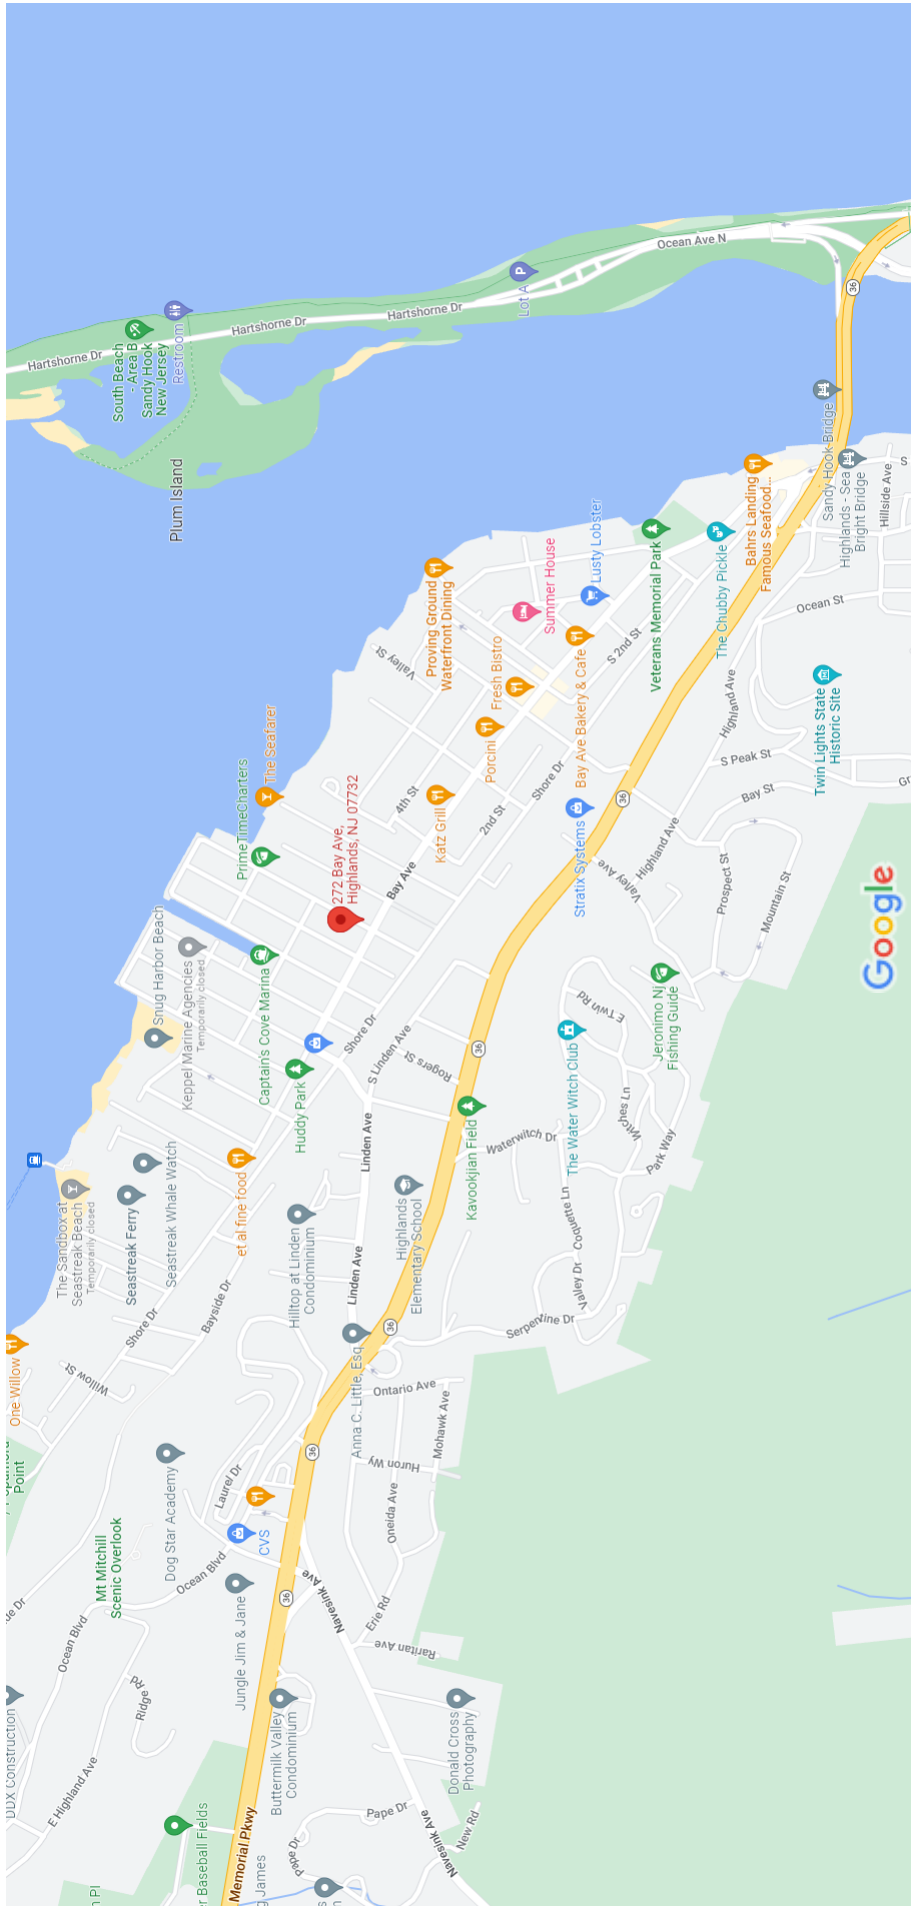 Ocean Ave N
36
Lot A
P
Hartshorne Dr
Hartshorne Dr
Hartshorne Dr
Restroom
South Beach
- Area B
Sandy Hook
New Jersey
Plum Island
Sandy Hook Bridge
Highlands - Sea
Bright Bridge
Hillside Ave
S
Bahrs Landing
Famous Seafood...
The Chubby Pickle
Veterans Memorial Park
Lusty Lobster
Summer House
Proving Ground
Waterfront Dining
Valley St
Fresh Bistro
Bay Ave Bakery & Cafe
S 2nd St
Ocean St
Highland Ave
Twin Lights State
Historic Site
S Peak St
Bay St
Porcini
Shore Dr
2nd St
4th St
Katz Grill
The Seafarer
PrimeTimeCharters
272 Bay Ave,
Highlands, NJ 07732
Bay Ave
Stratix Systems
36
Highland Ave
Valley Ave
Prospect St
Mountain St
Google
Snug Harbor Beach
Keppel Marine Agencies
Temporarily closed
Captain's Cove Marina
Huddy Park
Shore Dr
S Linden Ave
Rogers St
36
E Twin Rd
Jeronimo Nj
Fishing Guide
The Water Witch Club
Witches Ln
Park Way
Waterwitch Dr
Kavookjian Field
Linden Ave
Highlands
Elementary School
Coquette Ln
Valley Dr
Serpentine Dr
The Sandbox at
Seastreak Beach
Temporarily closed
Seastreak Ferry
Seastreak Whale Watch
et al fine food
Hilltop at Linden
Condominium
Linden Ave
36
Anna C. Little, Esq
Bayside Dr
Shore Dr
Willow St
One Willow
Point
Ontario Ave
Mohawk Ave
Huron Wy
Oneida Ave
36
Laurel Dr
Dog Star Academy
CVS
Mt Mitchill
Scenic Overlook
Ocean Blvd
Ocean Blvd
Jungle Jim & Jane
36
Navesink Ave
Erie Rd
Raritan Ave
Ridge Rd
E Highland Ave
DDX Construction
Buttermilk Valley
Condominium
Donald Cross
Photography
Pape Dr
Pape Dr
New Rd
Navesink Ave
Memorial Pkwy
Baseball Fields
James
Pl